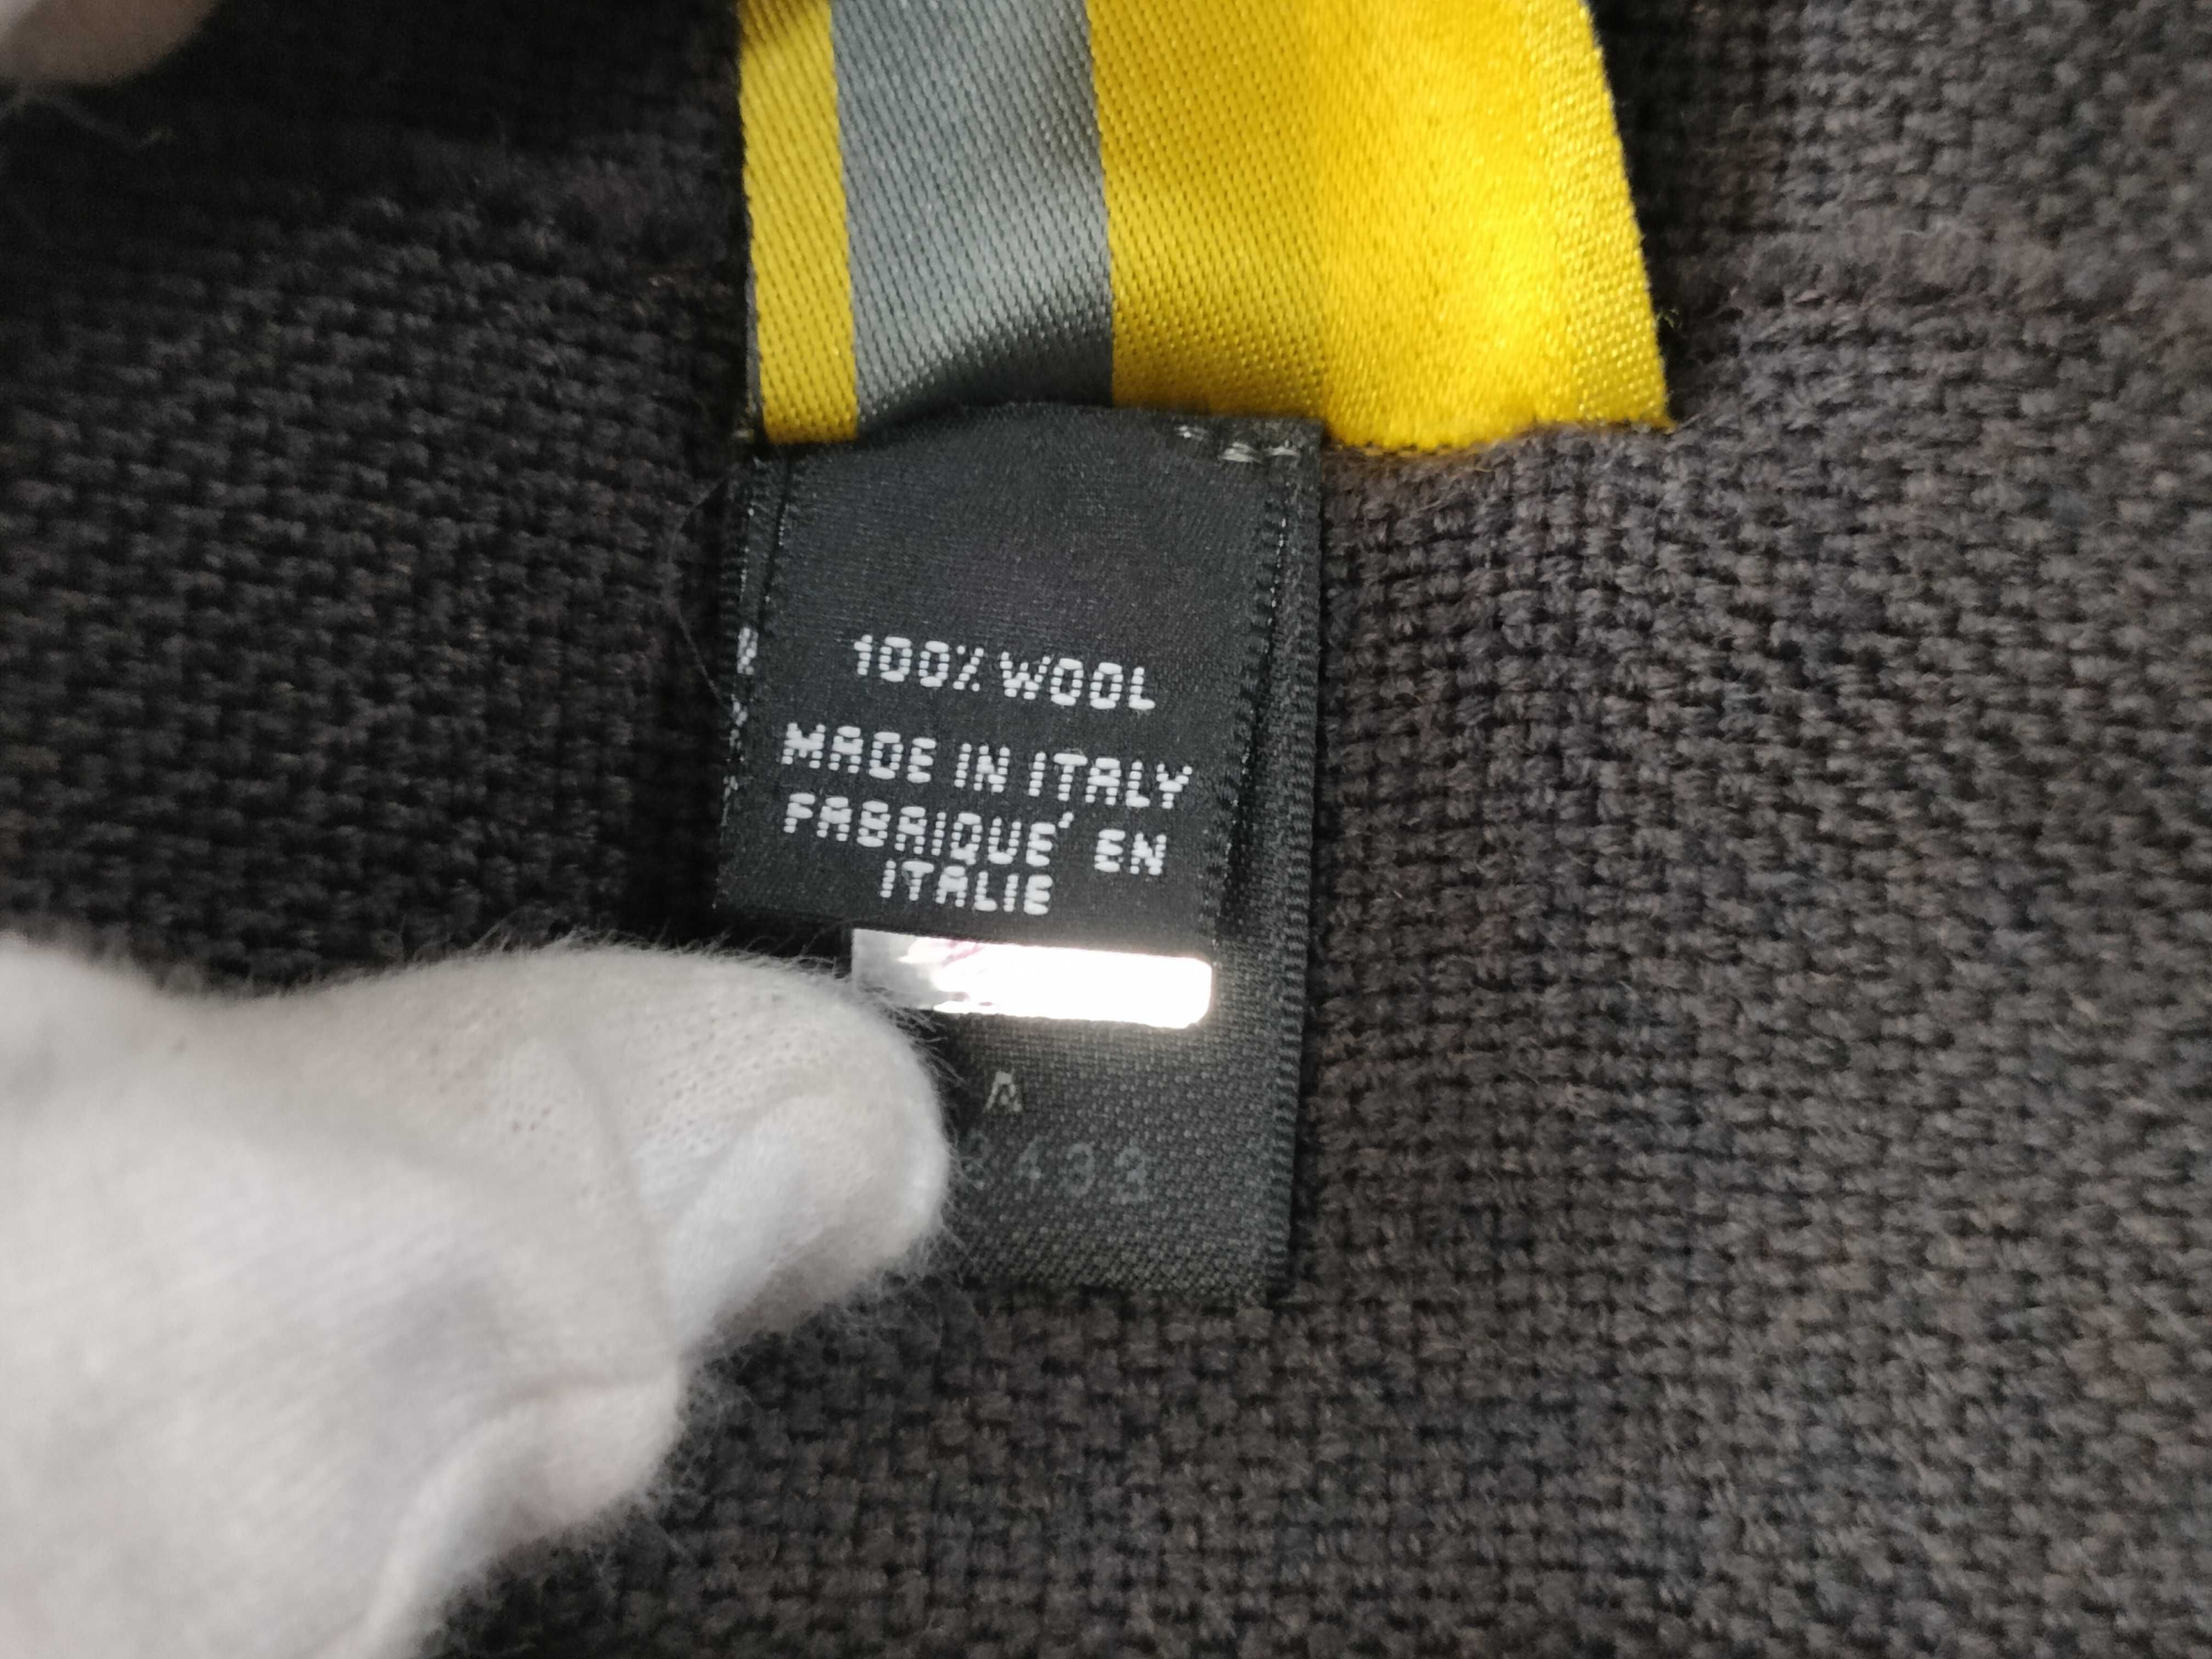 100% WOOL
MADE IN ITALY
FABRIQUE' EN
ITALIE
A